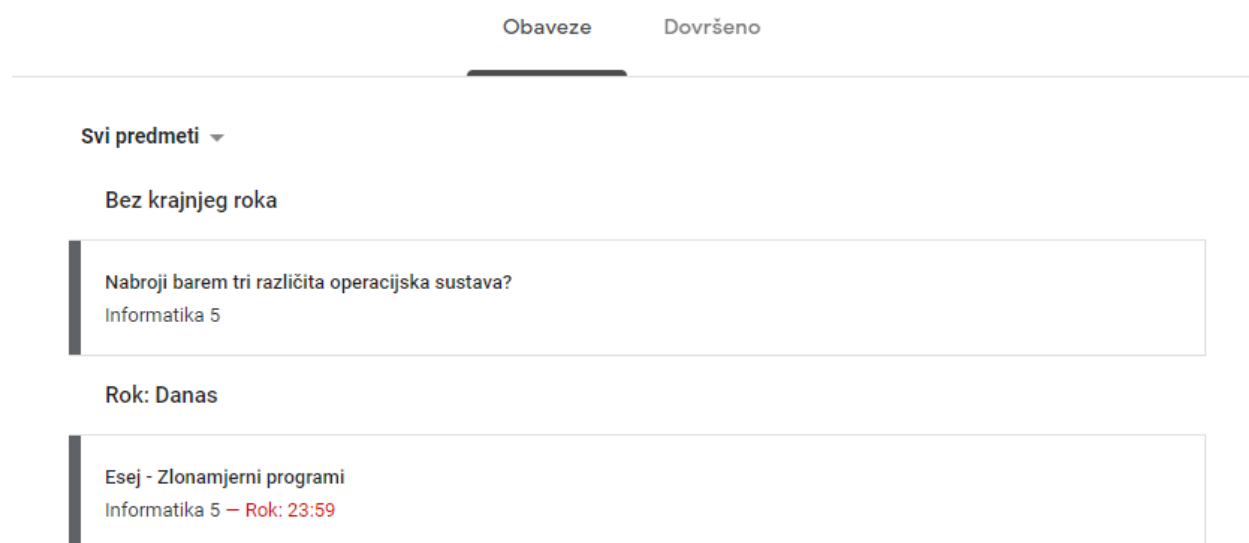 Obaveze Dovršeno
Svi predmeti
Bez krajnjeg roka
Nabroji barem tri različita operacijska sustava?
Informatika 5
Rok: Danas
Esej - Zlonamjerni programi
Informatika 5 — Rok: 23:59